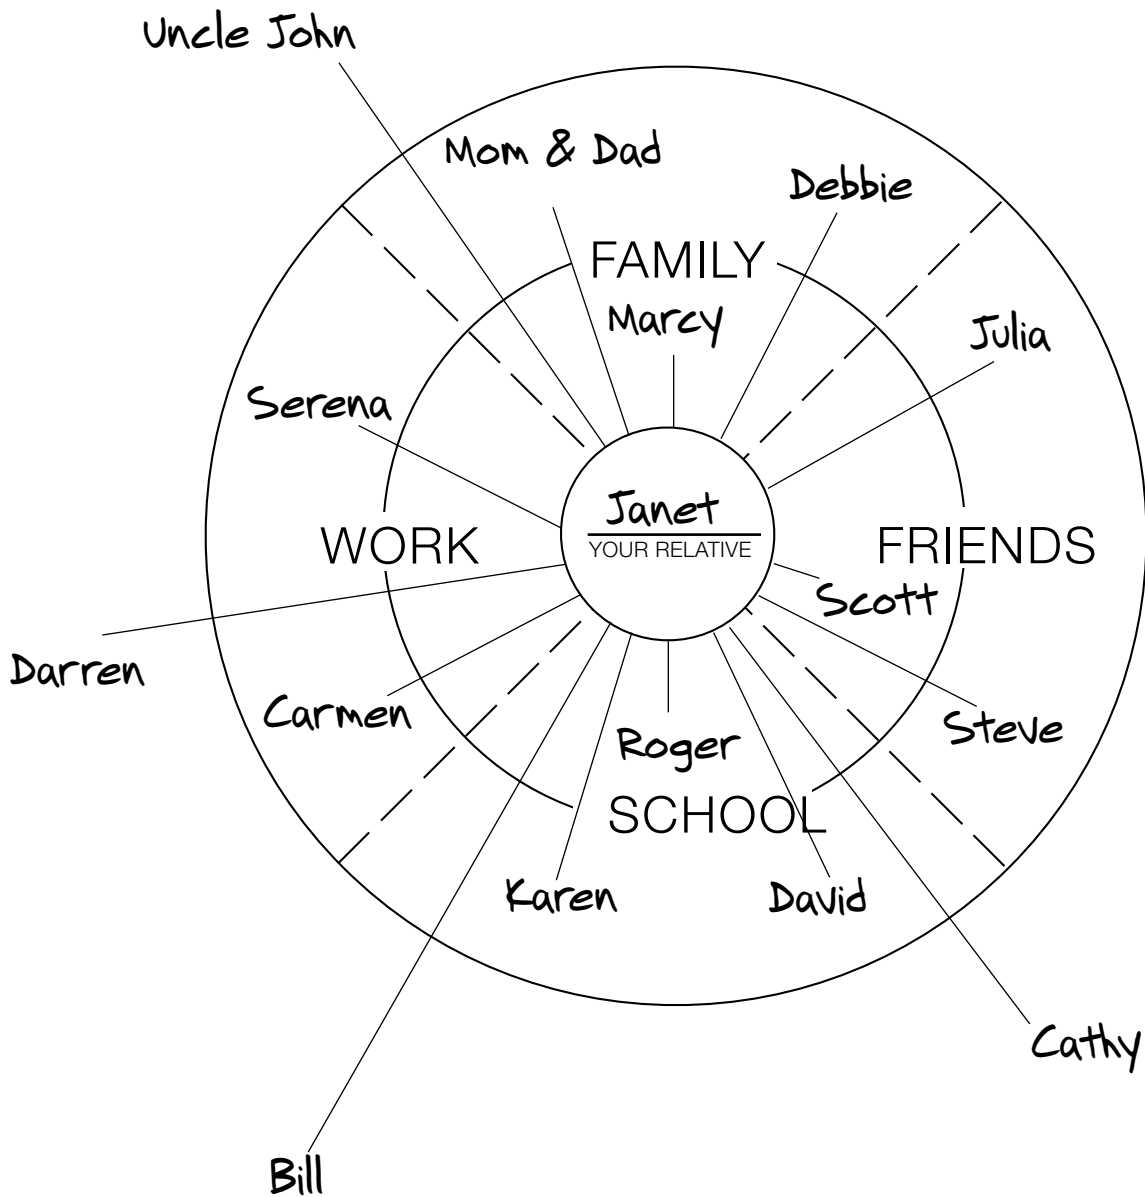 Uncle John
Mom & Dad
Debbie
FAMILY
Marcy
Julia
Serena
Janet
YOUR RELATIVE
WORK
FRIENDS
Scott
Darren
Carmen
Steve
Roger
SCHOOL
Karen
David
Cathy
Bill